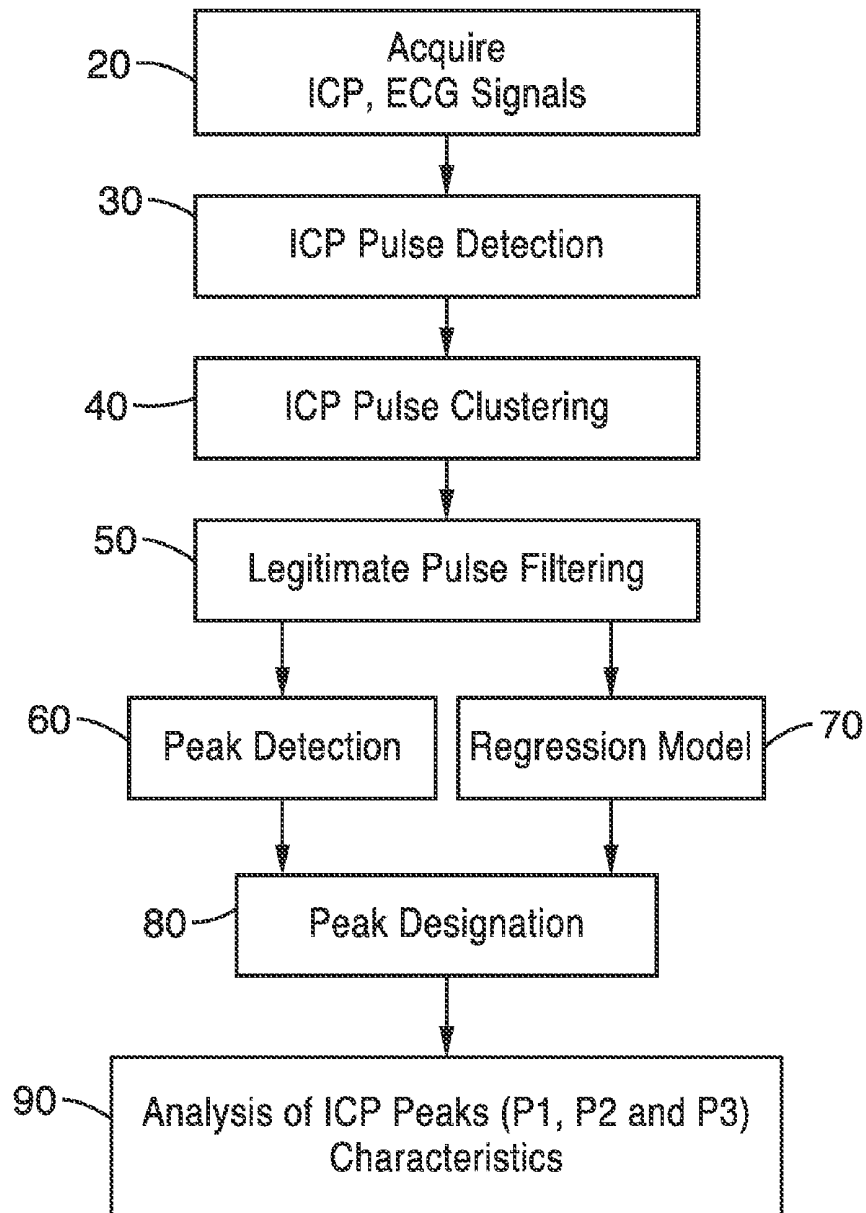 20
Acquire
ICP, ECG Signals
30
ICP Pulse Detection
40
ICP Pulse Clustering
50
Legitimate Pulse Filtering
60
Peak Detection
Regression Model
70
80
Peak Designation
90
Analysis of ICP Peaks (P1, P2 and P3)
Characteristics